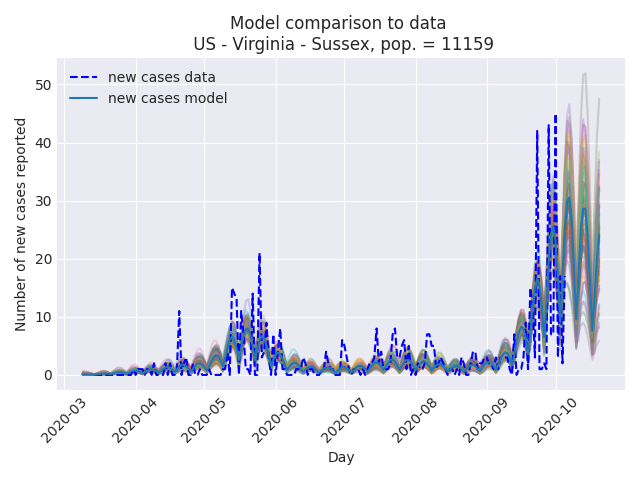 Model comparison to data
US - Virginia - Sussex, pop. = 11159
new cases data
new cases model
Number of new cases reported
50
40
30
20
10
0
2020-03
2020-04
2020-05
2020-06
2020-07
2020-08
2020-09
2020-10
Day